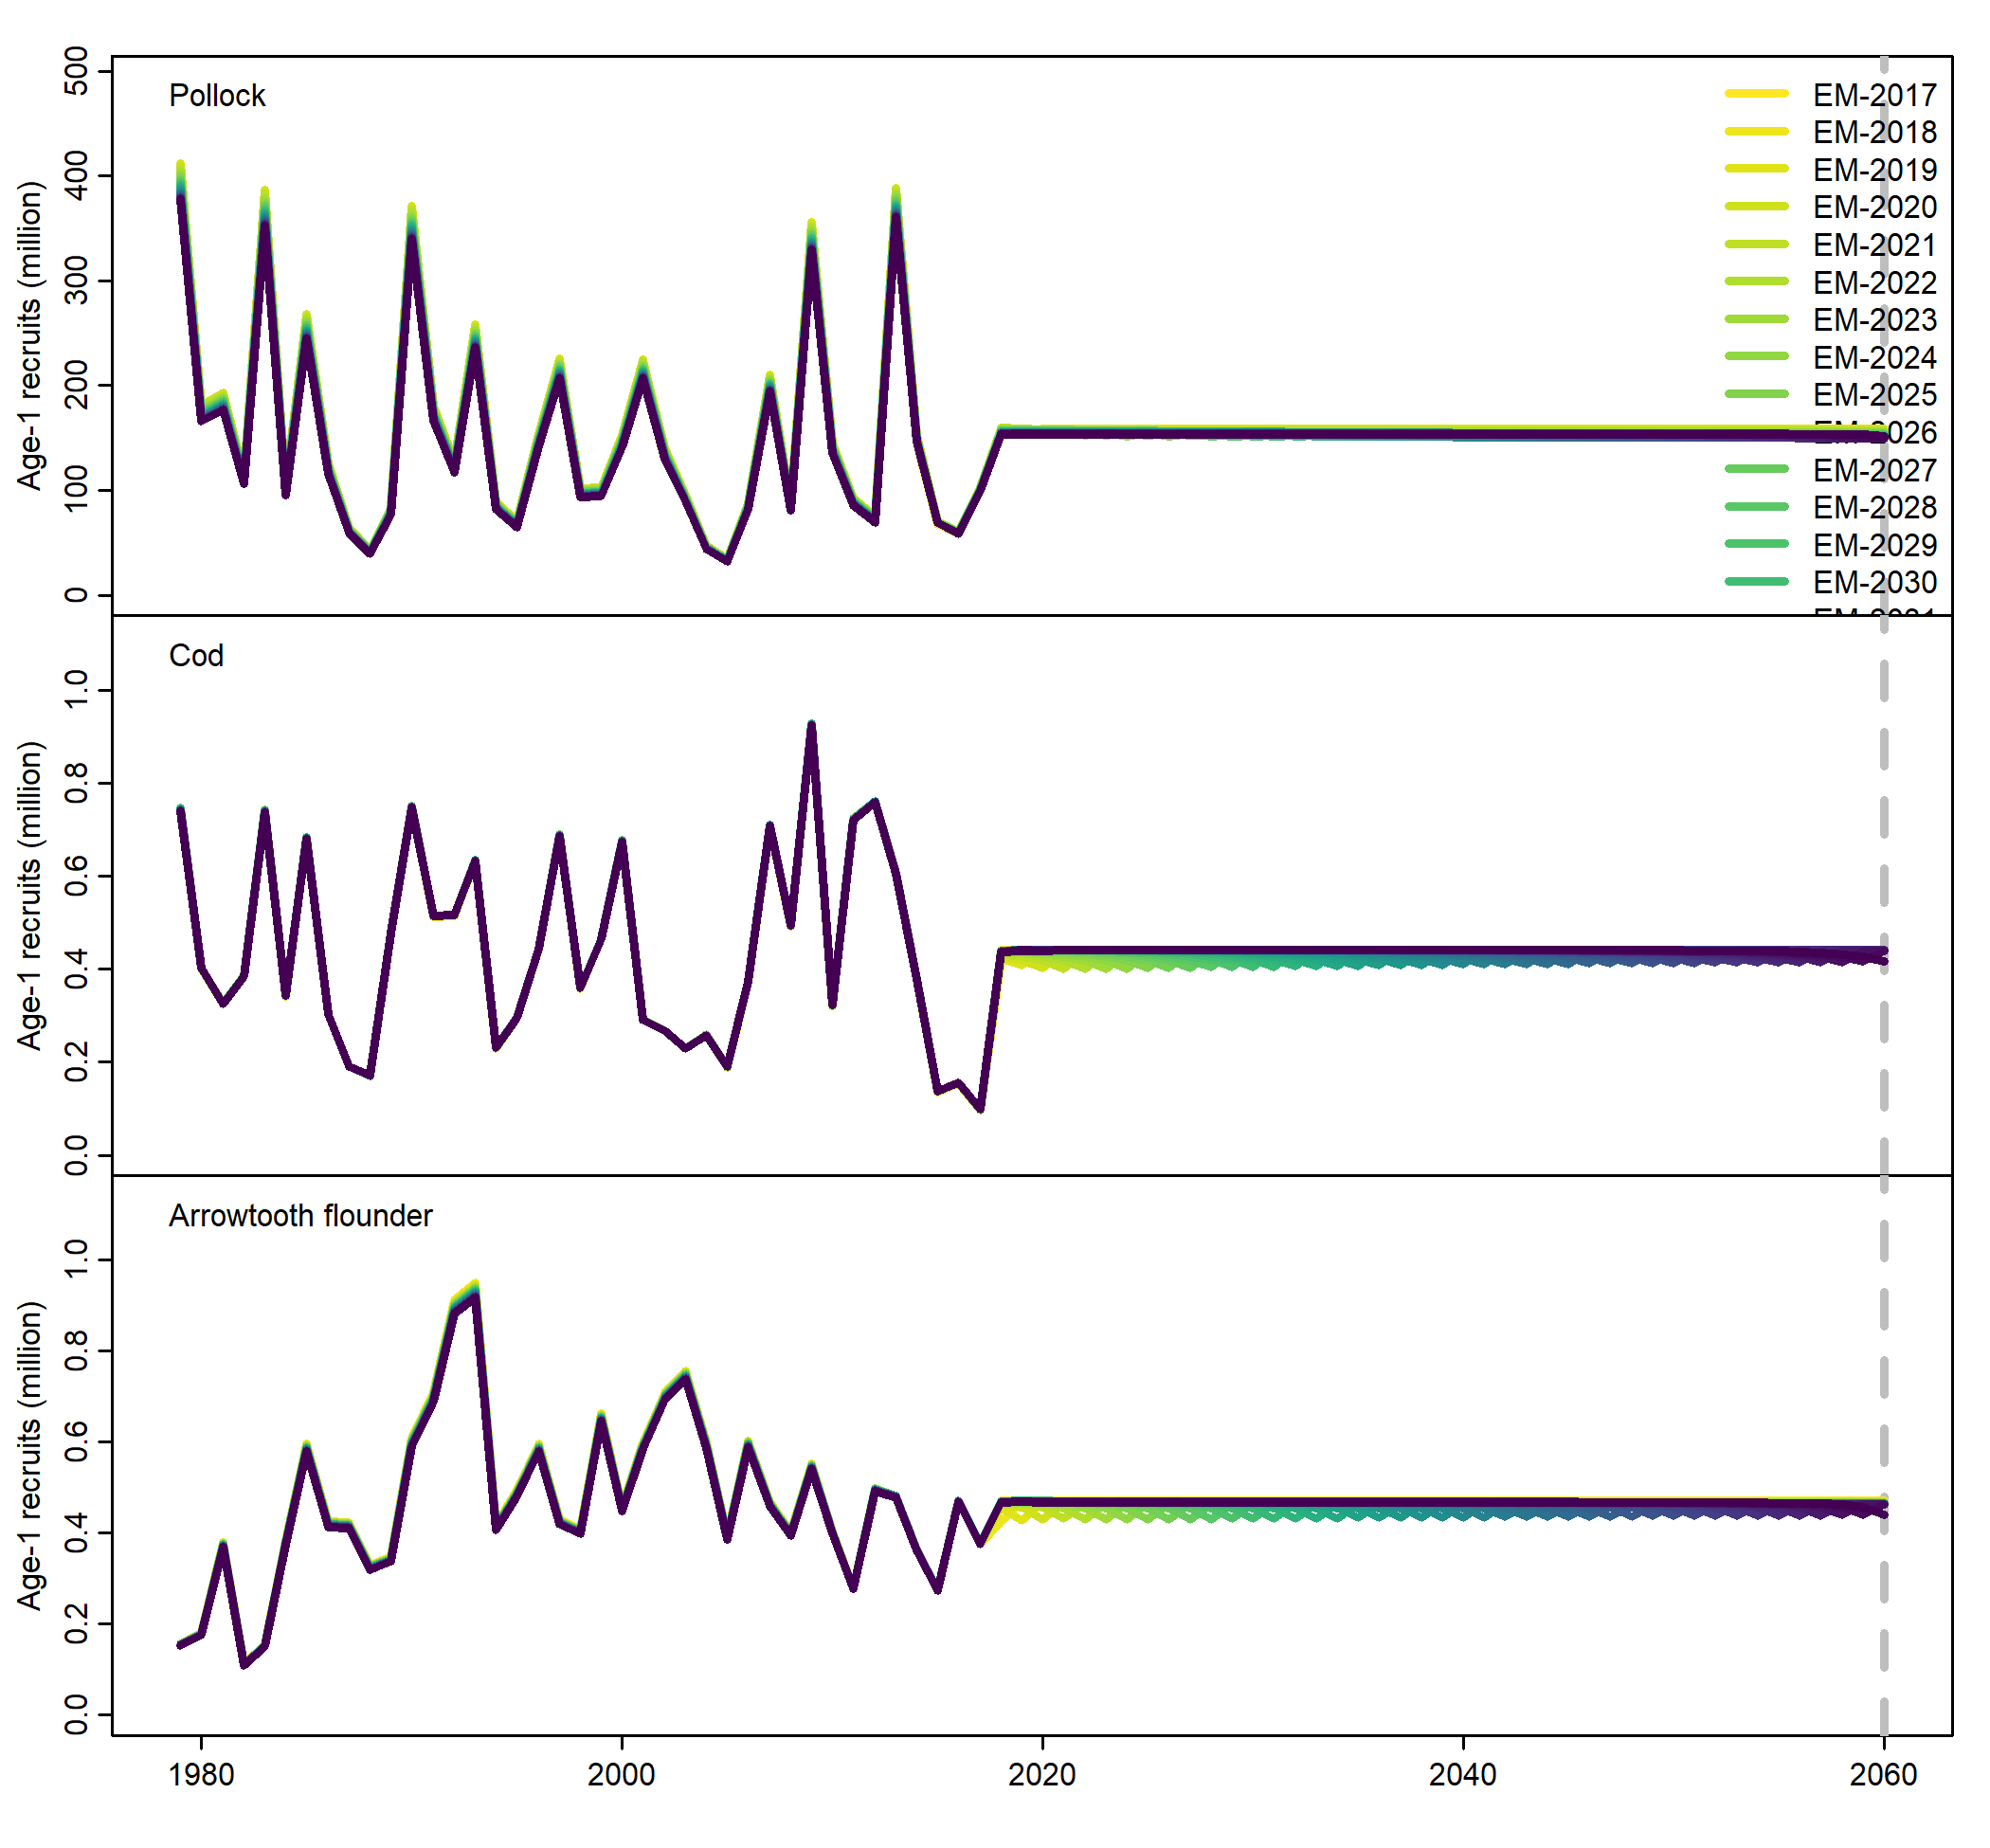 Pollock
Age-1 recruits (million)
500
400
300
200
100
0
EM-2017
EM-2018
EM-2019
EM-2020
EM-2021
EM-2022
EM-2023
EM-2024
EM-2025
EM-2026
EM-2027
EM-2028
EM-2029
EM-2030
Cod
Age-1 recruits (million)
1.0
0.8
0.6
0.4
0.2
0.0
Arrowtooth flounder
Age-1 recruits (million)
1.0
0.8
0.6
0.4
0.2
0.0
1980
2000
2020
2040
2060